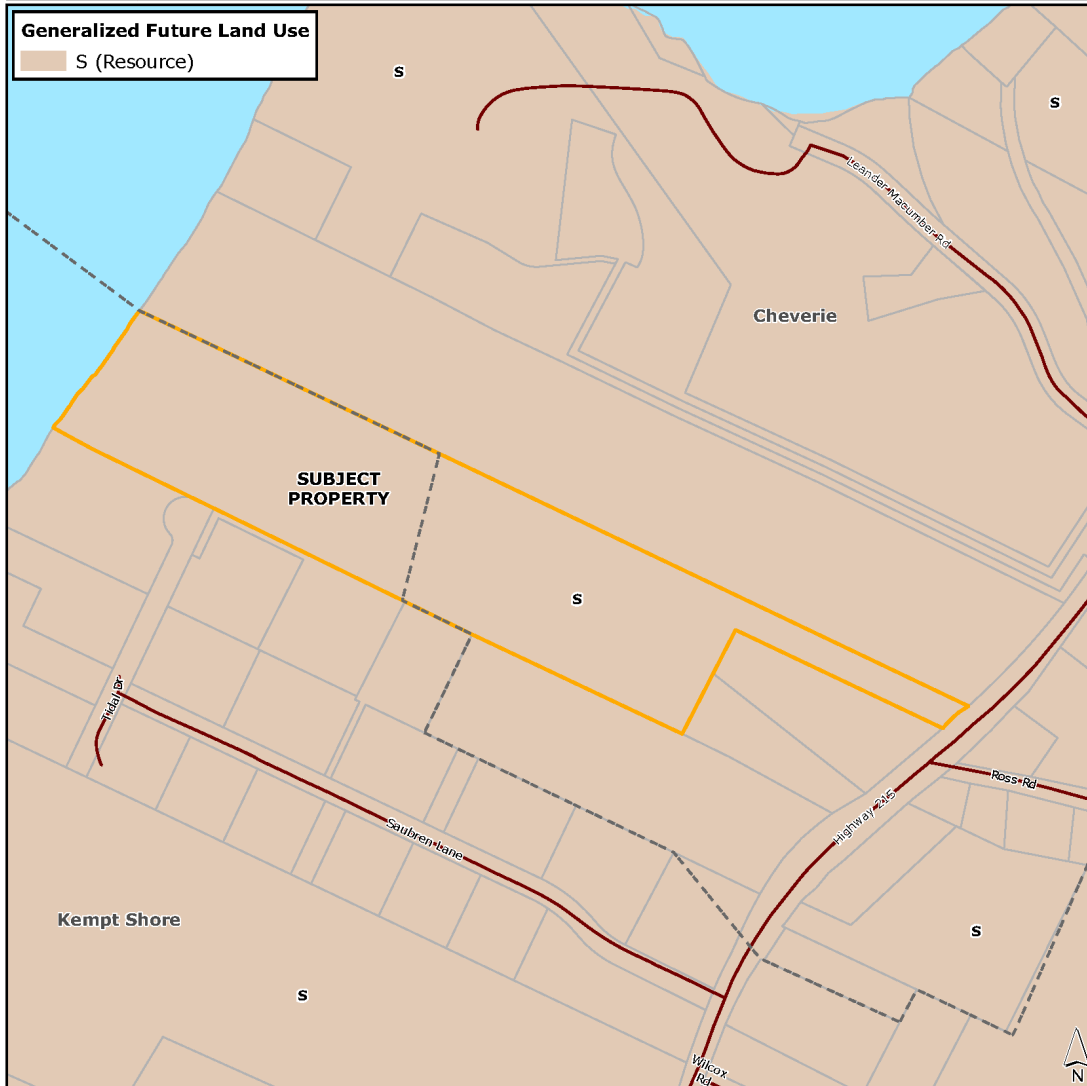 Generalized Future Land Use
S (Resource)
S
S
Leander Macumber Rd
Cheverie
SUBJECT
PROPERTY
S
Tidal Dr
Ross Rd
Highway 215
Saubren Lane
Kempt Shore
S
S
Wilcox
Rd
N